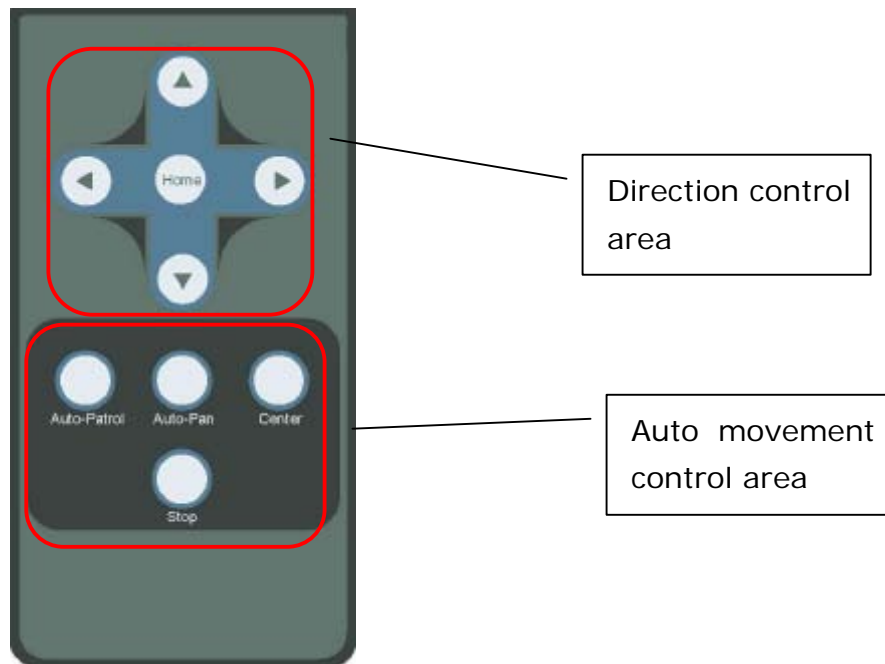 Home
Direction control
area
Auto-Patrol Auto-Pan Center
Auto movement
control area
Stop